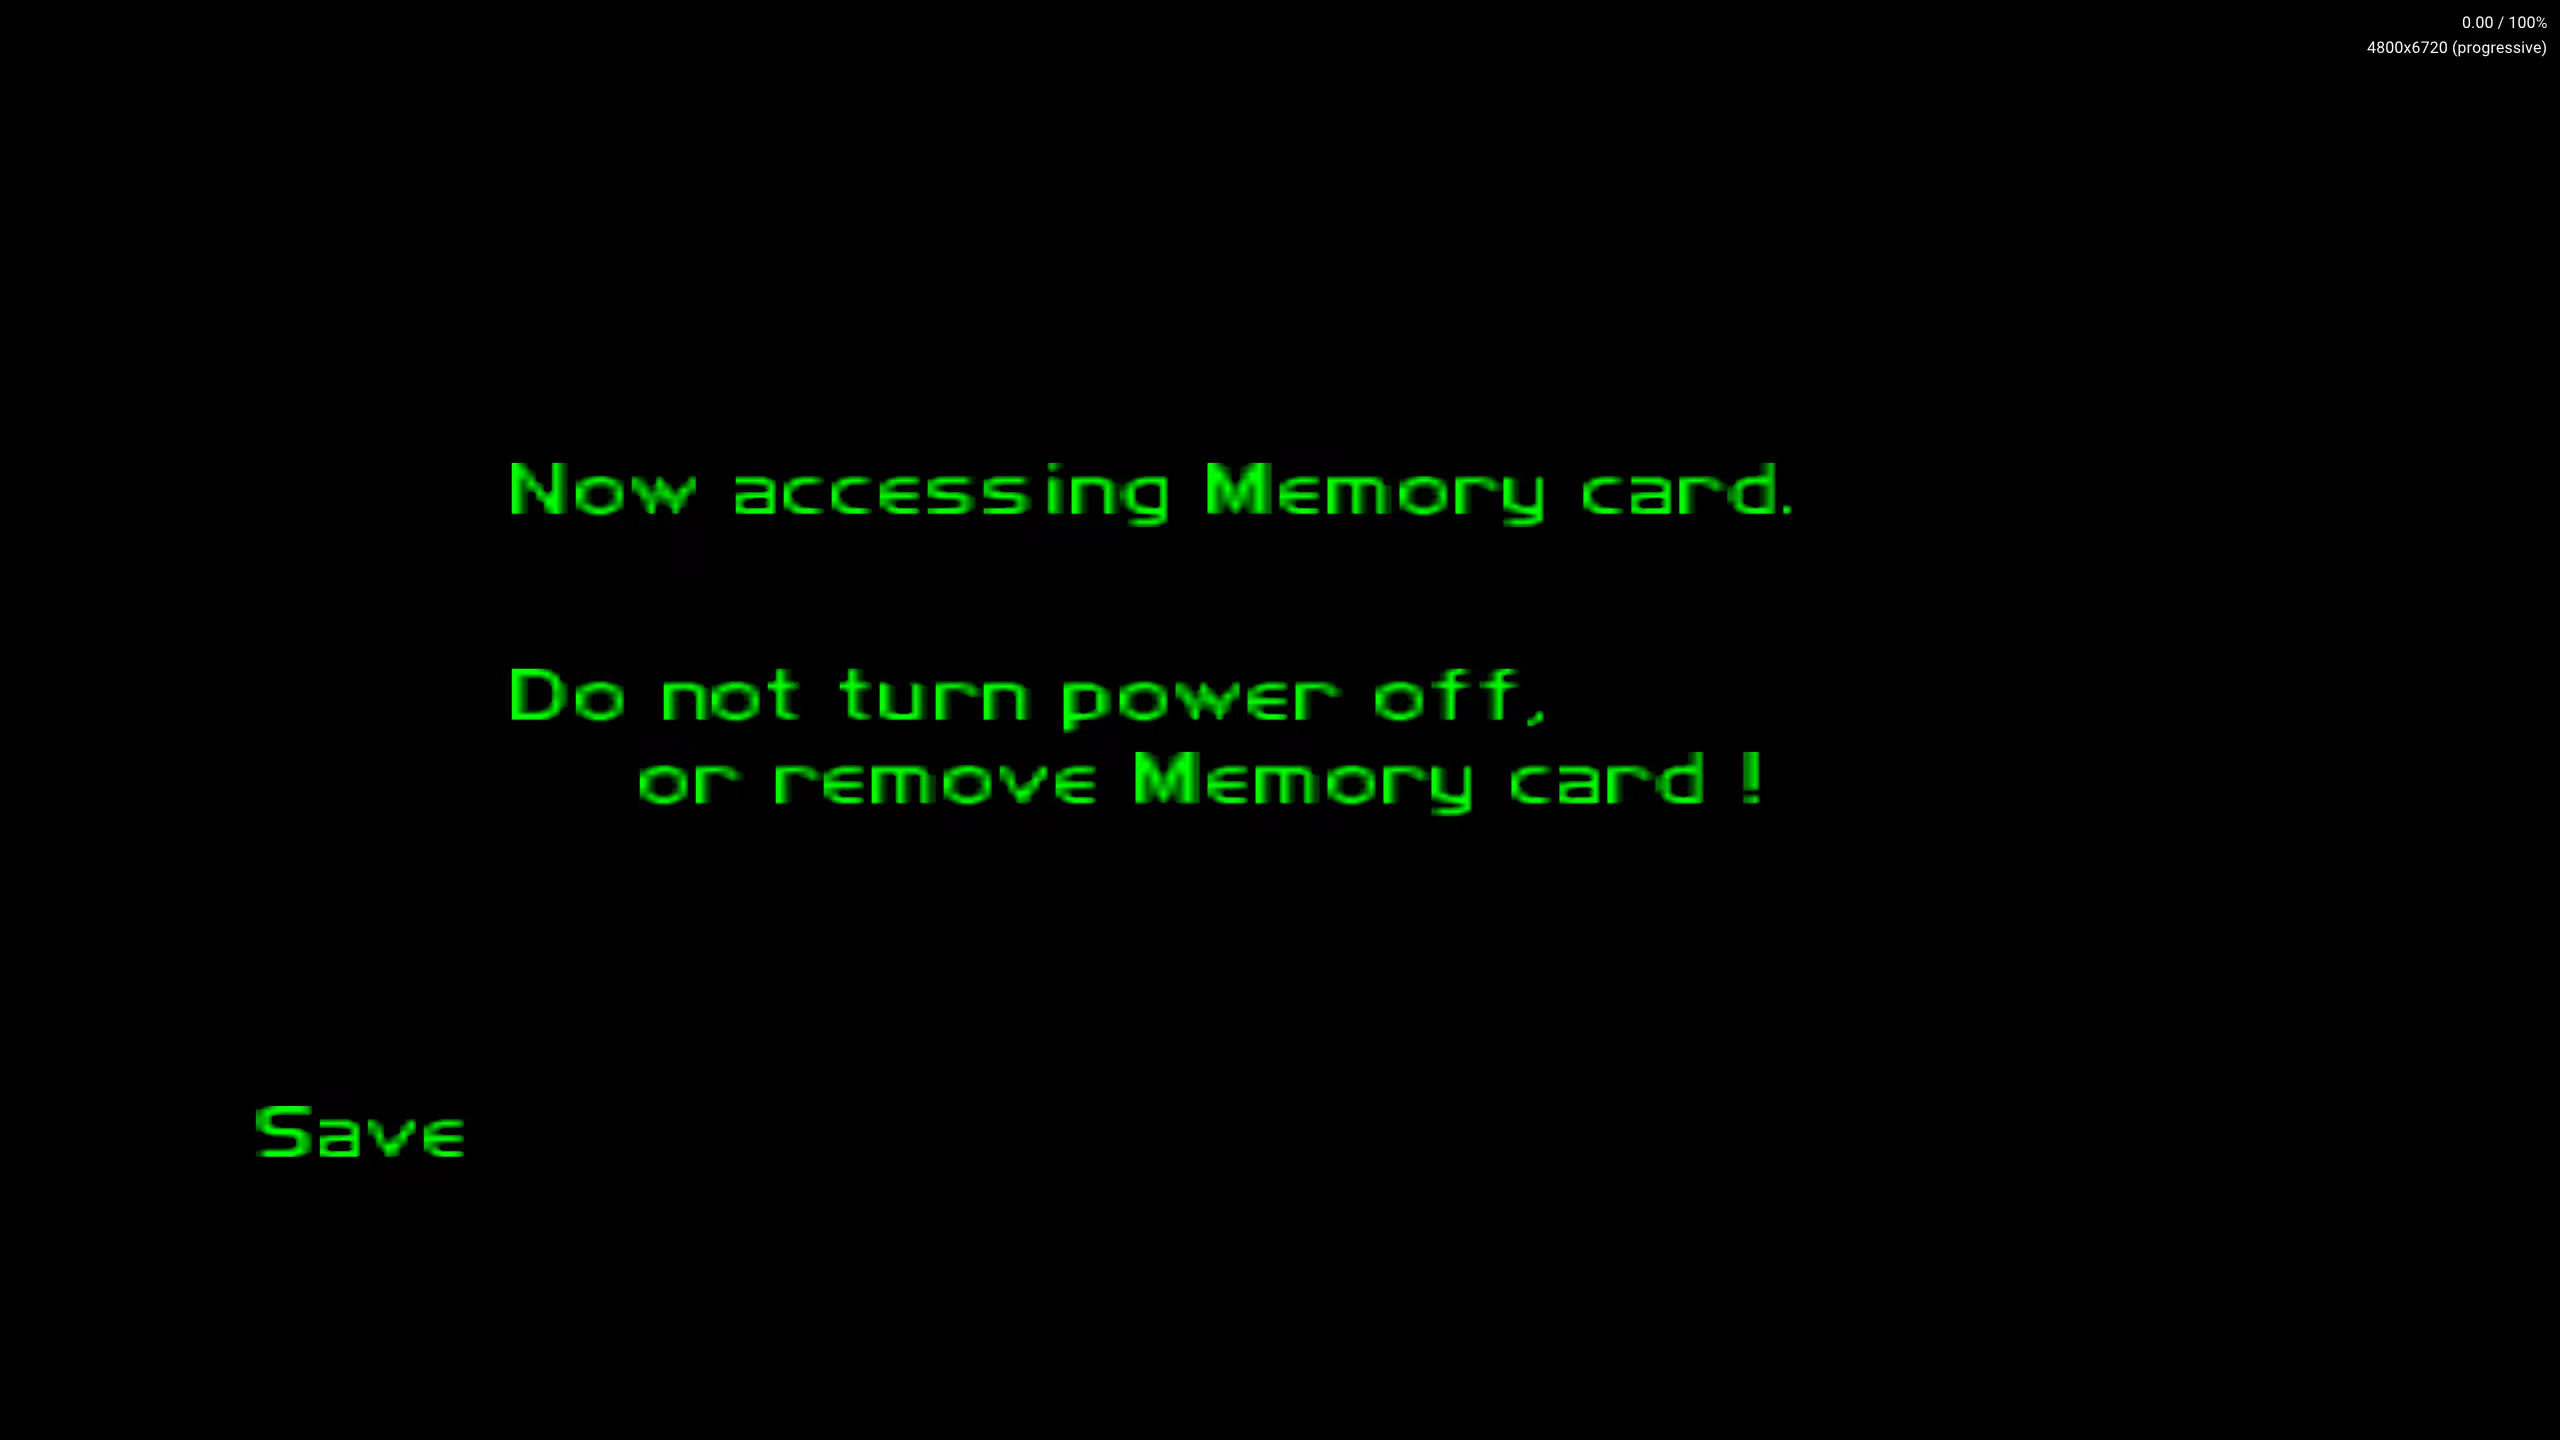 0.00 / 100%
4800x6720 (progressive)
Now accessing Memory card.
Do not turn power off,
or remove Memory card !
Save